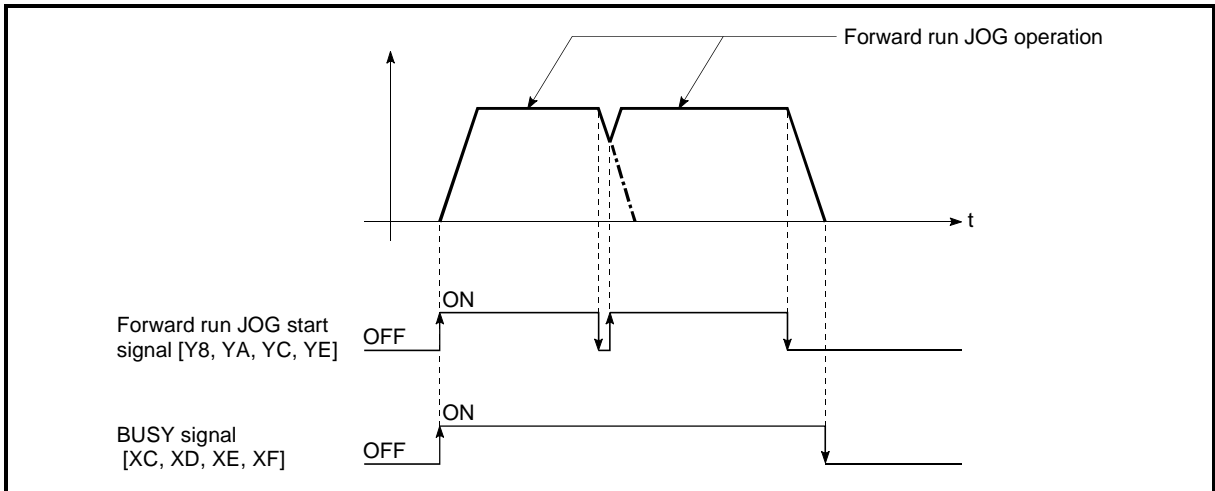 Forward run JOG operation
t
ON
Forward run JOG start
signal [Y8, YA, YC, YE]
OFF
ON
BUSY signal
[XC, XD, XE, XF]
OFF